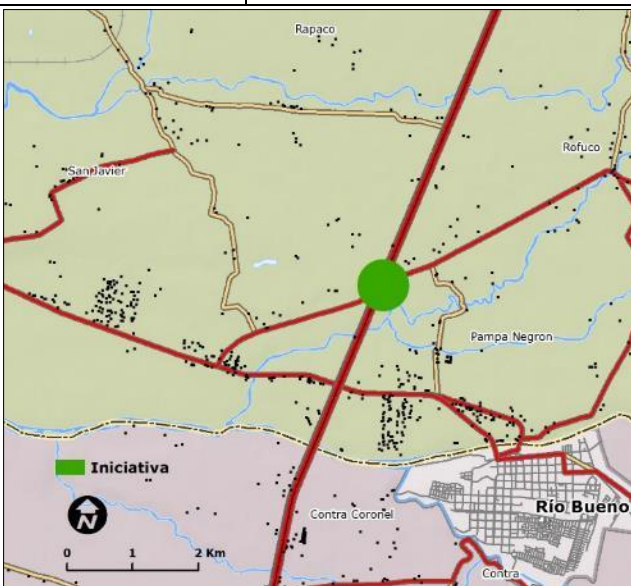 Rapaco
Rofuco
San Javier
Pampa Negron
Iniciativa
Río Bueno
Contra Coronel
N
0 1 2 Km
Contra